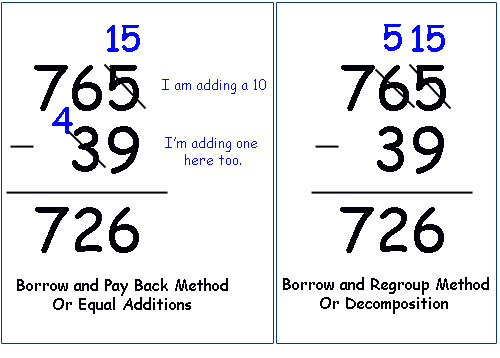 15
765
I am adding a 10
4
- 39
I'm adding one
here too.
726
Borrow and Pay Back Method
Or Equal Additions
5 15
765
- 39
726
Borrow and Regroup Method
Or Decomposition